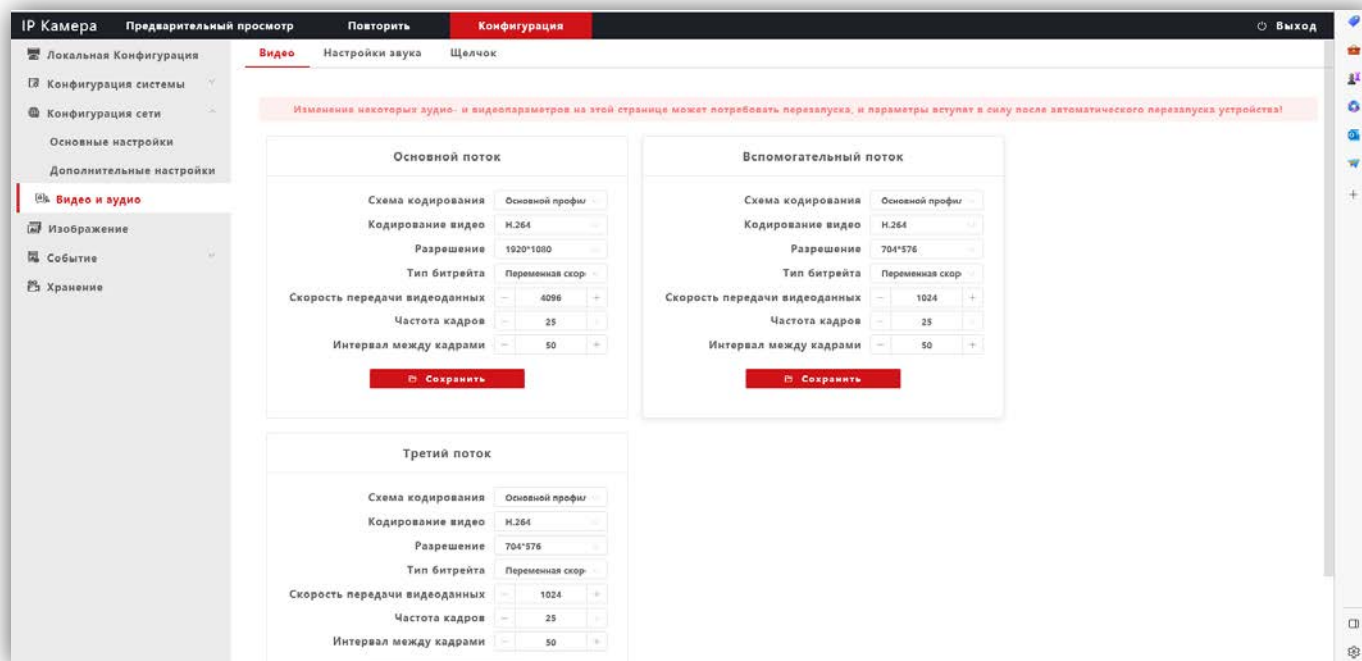 IP Камера Предварительный просмотр Повторить Конфигурация Выход
Локальная Конфигурация
Конфигурация системы
Конфигурация сети
Основные настройки
Дополнительные настройки
Видео и аудио
Изображение
Событие
Хранение
Видео Настройки звука Щелчок
Изменение некоторых аудио- и видеопараметров на этой странице может потребовать перезапуска, и параметры вступят в силу после автоматического перезапуска устройства!
Основной поток
Схема кодирования Основной профил
Кодирование видео H.264
Разрешение 1920*1080
Тип битрейта Переменная скор
Скорость передачи видеоданных − 4096 +
Частота кадров − 25 +
Интервал между кадрами − 50 +
Сохранить
Вспомогательный поток
Схема кодирования Основной профил
Кодирование видео H.264
Разрешение 704*576
Тип битрейта Переменная скор
Скорость передачи видеоданных − 1024 +
Частота кадров − 25 +
Интервал между кадрами − 50 +
Сохранить
Третий поток
Схема кодирования Основной профил
Кодирование видео H.264
Разрешение 704*576
Тип битрейта Переменная скор
Скорость передачи видеоданных − 1024 +
Частота кадров − 25 +
Интервал между кадрами − 50 +